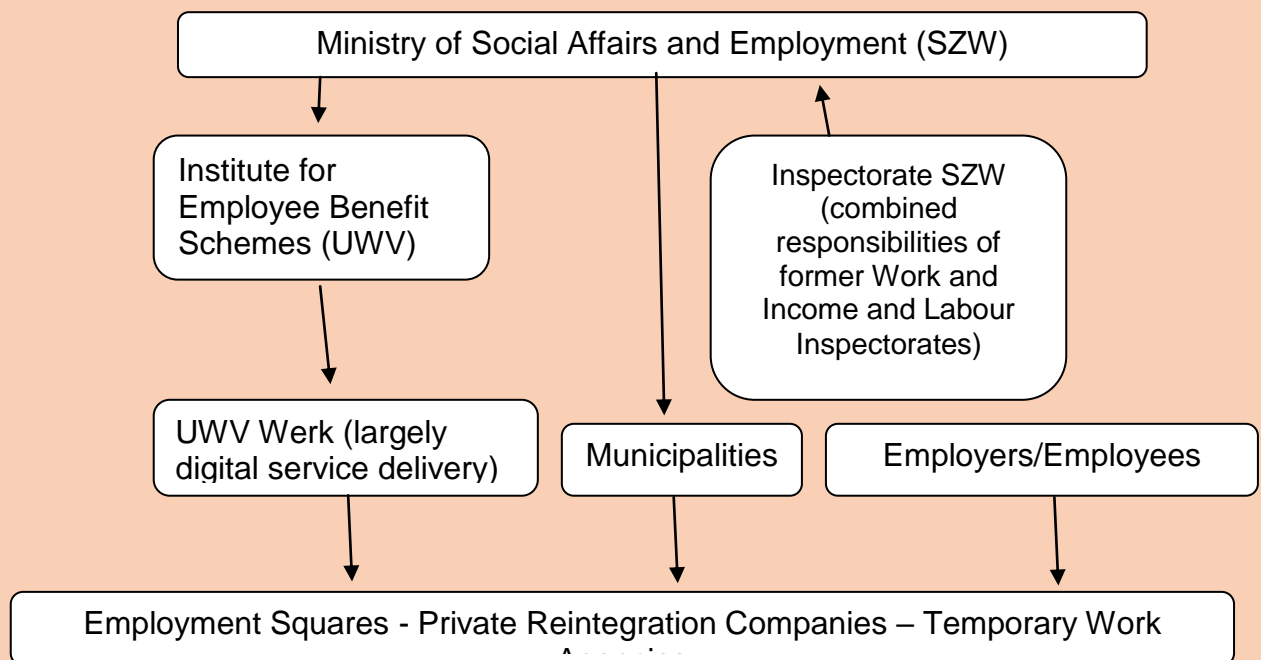 Ministry of Social Affairs and Employment (SZW)
Institute for
Employee Benefit
Schemes (UWV)
Inspectorate SZW
(combined
responsibilities of
former Work and
Income and Labour
Inspectorates)
UWV Werk (largely
digital service delivery)
Municipalities
Employers/Employees
Employment Squares - Private Reintegration Companies – Temporary Work